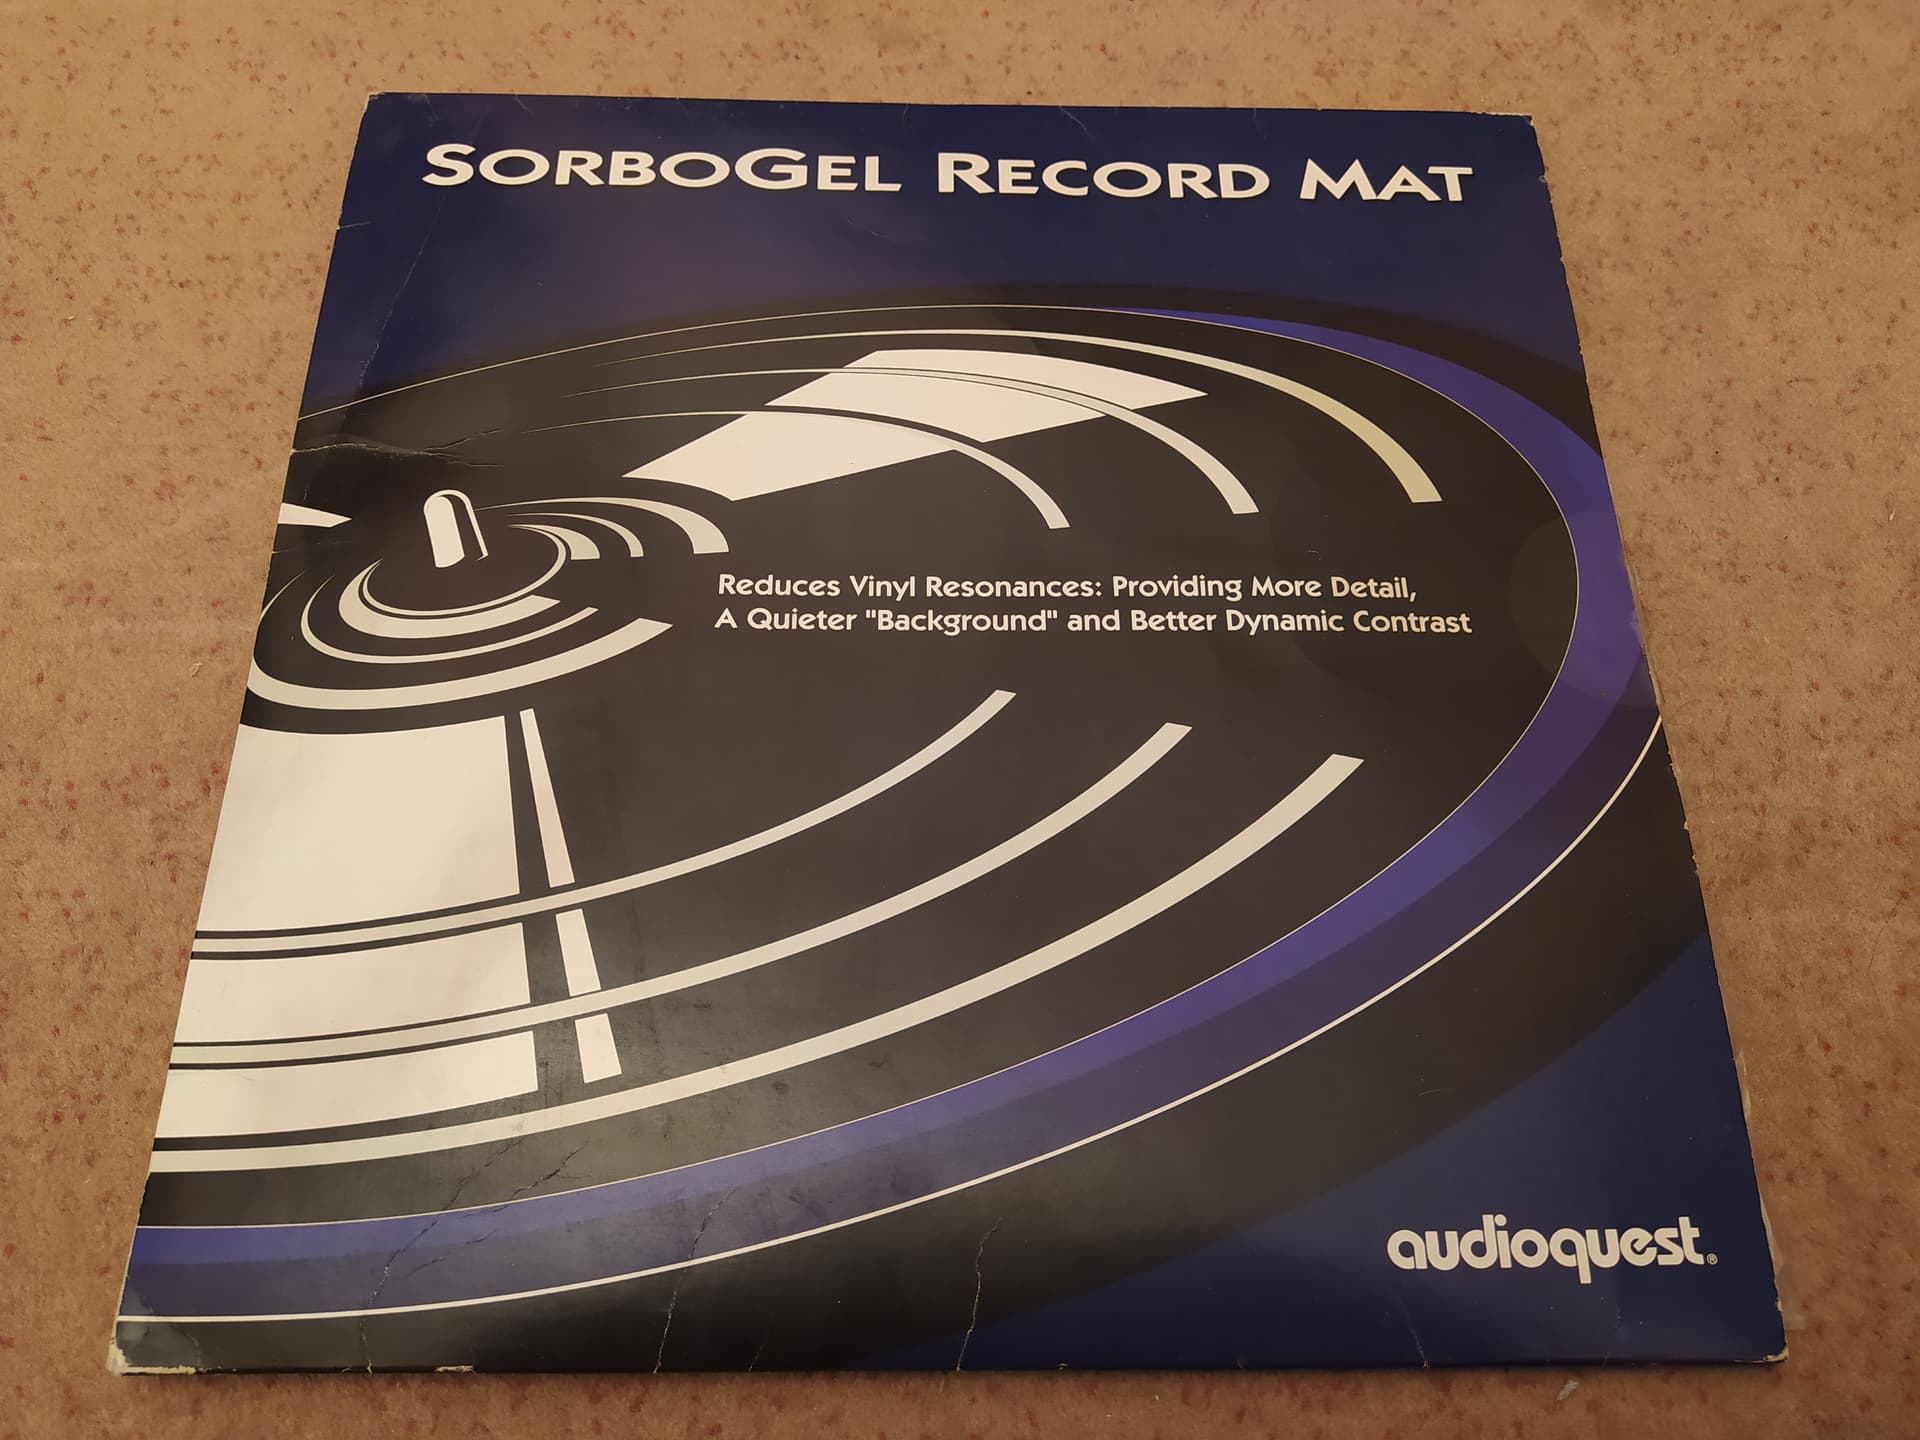 SORBOGEL RECORD MAT
Reduces Vinyl Resonances: Providing More Detail,
A Quieter "Background" and Better Dynamic Contrast
audioquest®